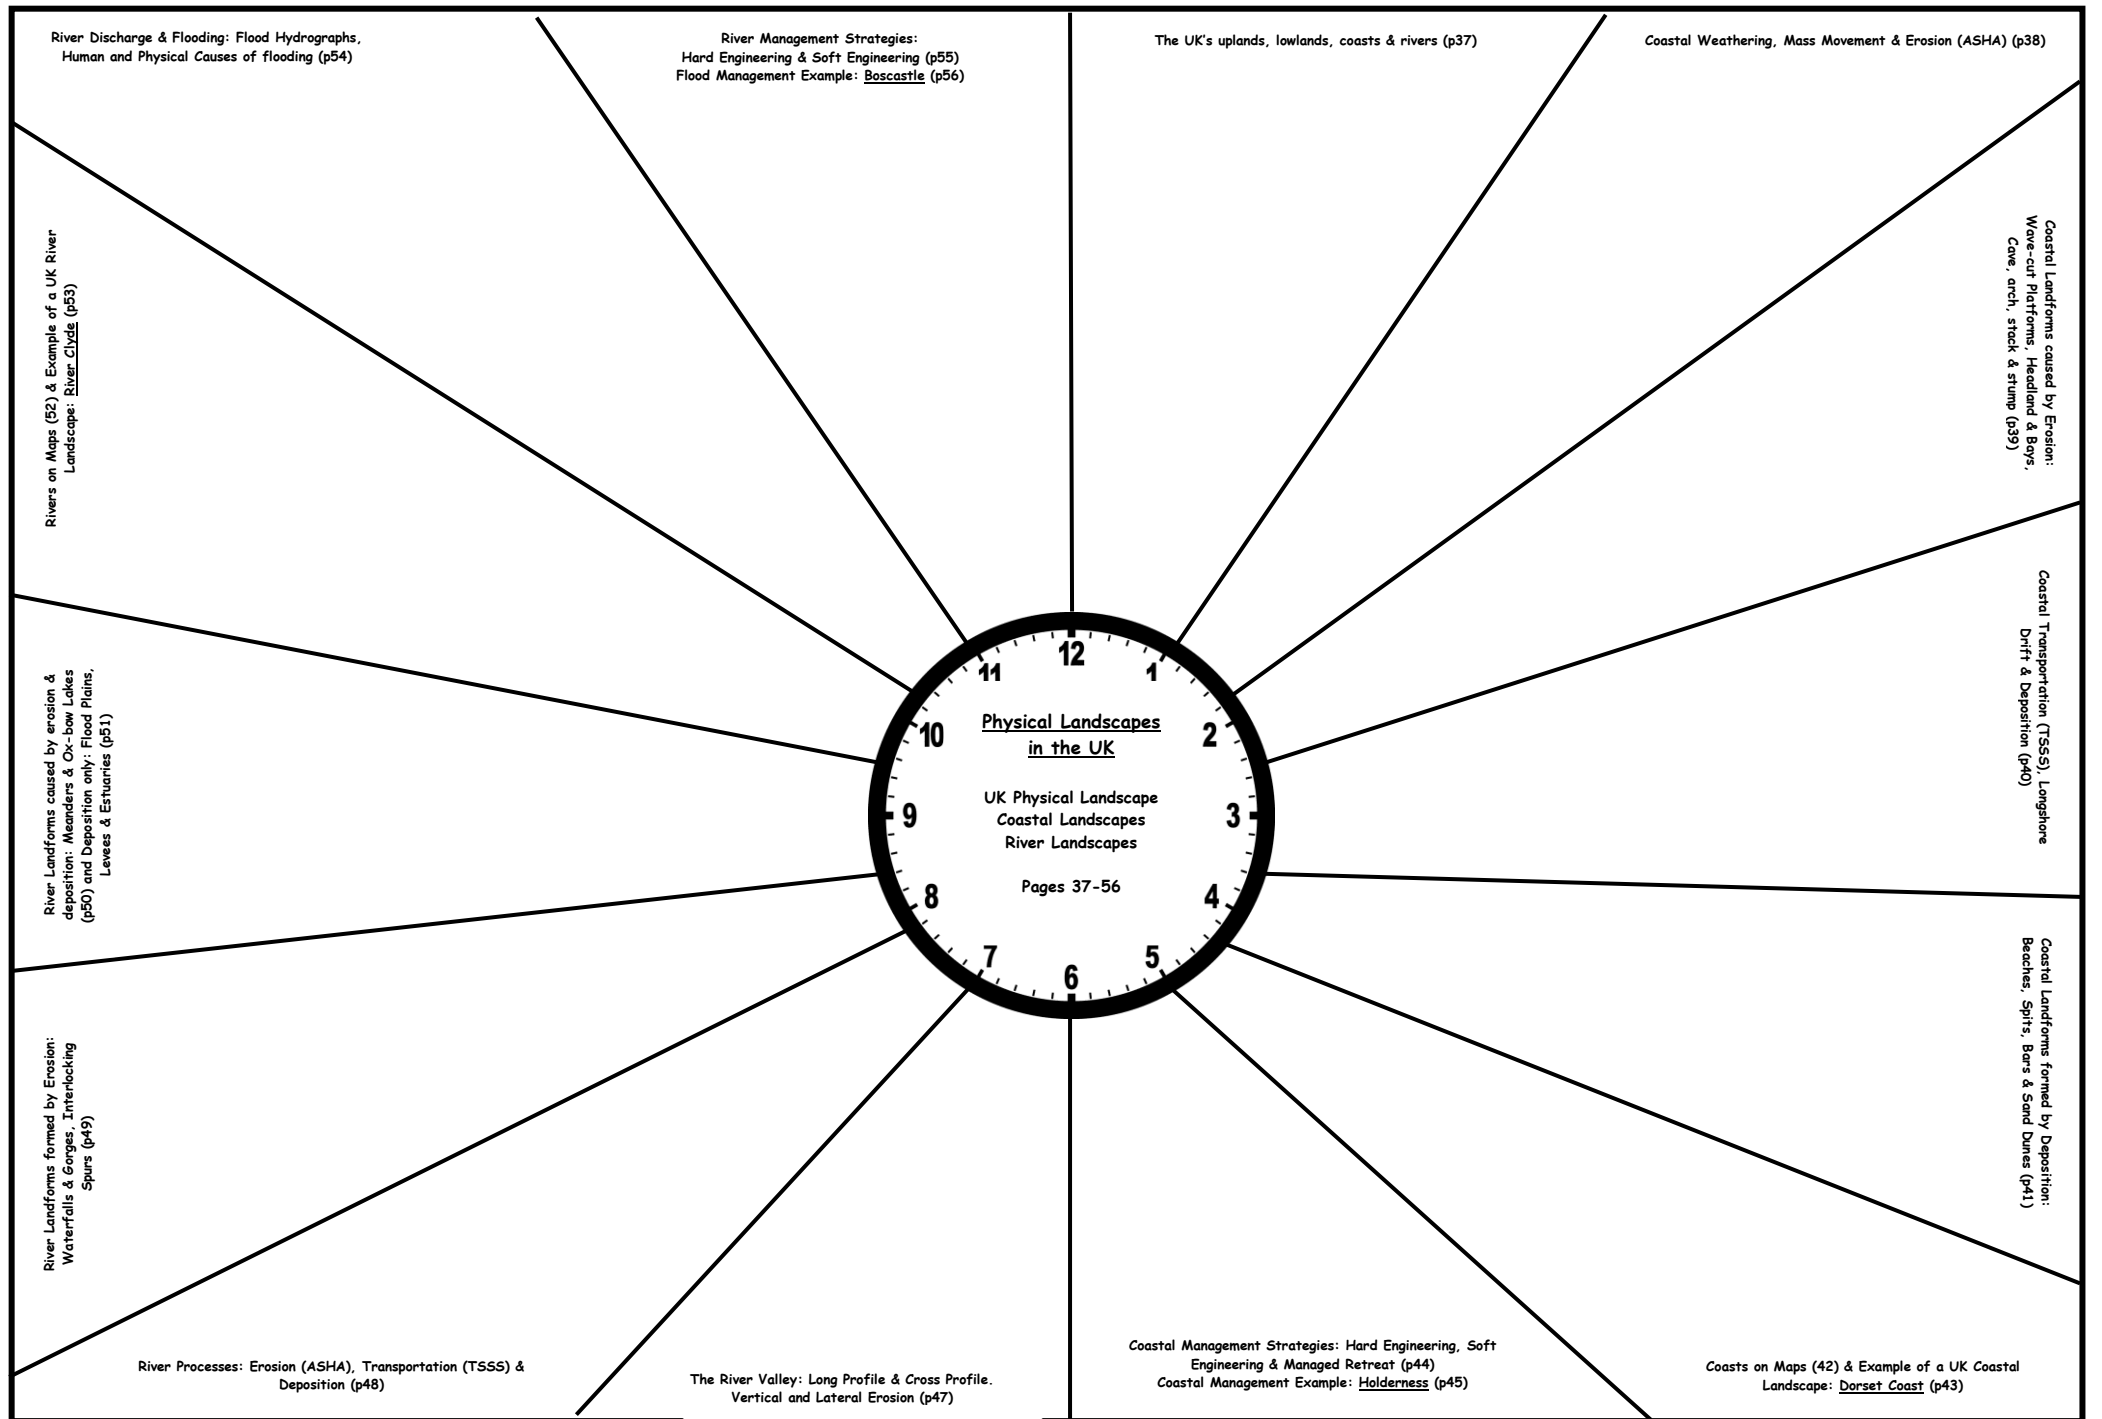 River Discharge & Flooding: Flood Hydrographs,
Human and Physical Causes of flooding (p54)
River Management Strategies:
Hard Engineering & Soft Engineering (p55)
Flood Management Example: Boscastle (p56)
The UK's uplands, lowlands, coasts & rivers (p37)
Coastal Weathering, Mass Movement & Erosion (ASHA) (p38)
Coastal Landforms caused by Erosion:
Wave-cut Platforms, Headland & Bays,
Cave, arch, stack & stump (p39)
Coastal Transportation (TSSS), Longshore
Drift & Deposition (p40)
Coastal Landforms formed by Deposition:
Beaches, Spits, Bars & Sand Dunes (p41)
Coasts on Maps (42) & Example of a UK Coastal
Landscape: Dorset Coast (p43)
Coastal Management Strategies: Hard Engineering, Soft
Engineering & Managed Retreat (p44)
Coastal Management Example: Holderness (p45)
The River Valley: Long Profile & Cross Profile.
Vertical and Lateral Erosion (p47)
River Processes: Erosion (ASHA), Transportation (TSSS) &
Deposition (p48)
River Landforms formed by Erosion:
Waterfalls & Gorges, Interlocking
Spurs (p49)
River Landforms caused by erosion &
deposition: Meanders & Ox-bow Lakes
(p50) and Deposition only: Flood Plains,
Levees & Estuaries (p51)
Rivers on Maps (52) & Example of a UK River
Landscape: River Clyde (p53)
12
1
2
3
4
5
6
7
8
9
10
11
Physical Landscapes
in the UK
UK Physical Landscape
Coastal Landscapes
River Landscapes
Pages 37-56